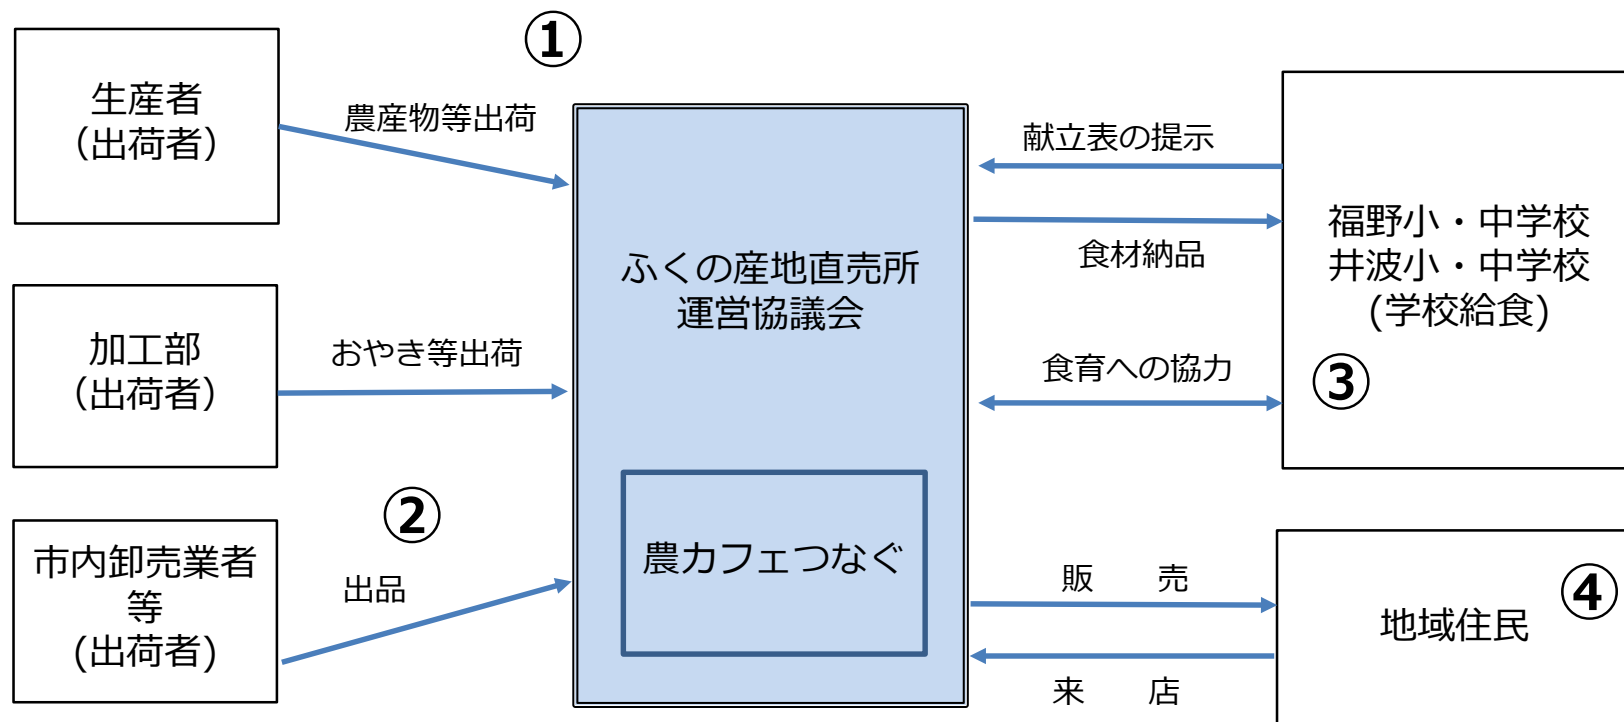 ①
生産者
（出荷者）
農産物等出荷
加工部
（出荷者）
おやき等出荷
②
市内卸売業者
等
(出荷者)
出品
ふくの産地直売所
運営協議会
農カフェつなぐ
献立表の提示
食材納品
食育への協力
福野小・中学校
井波小・中学校
(学校給食)
③
販　売
来　店
④
地域住民